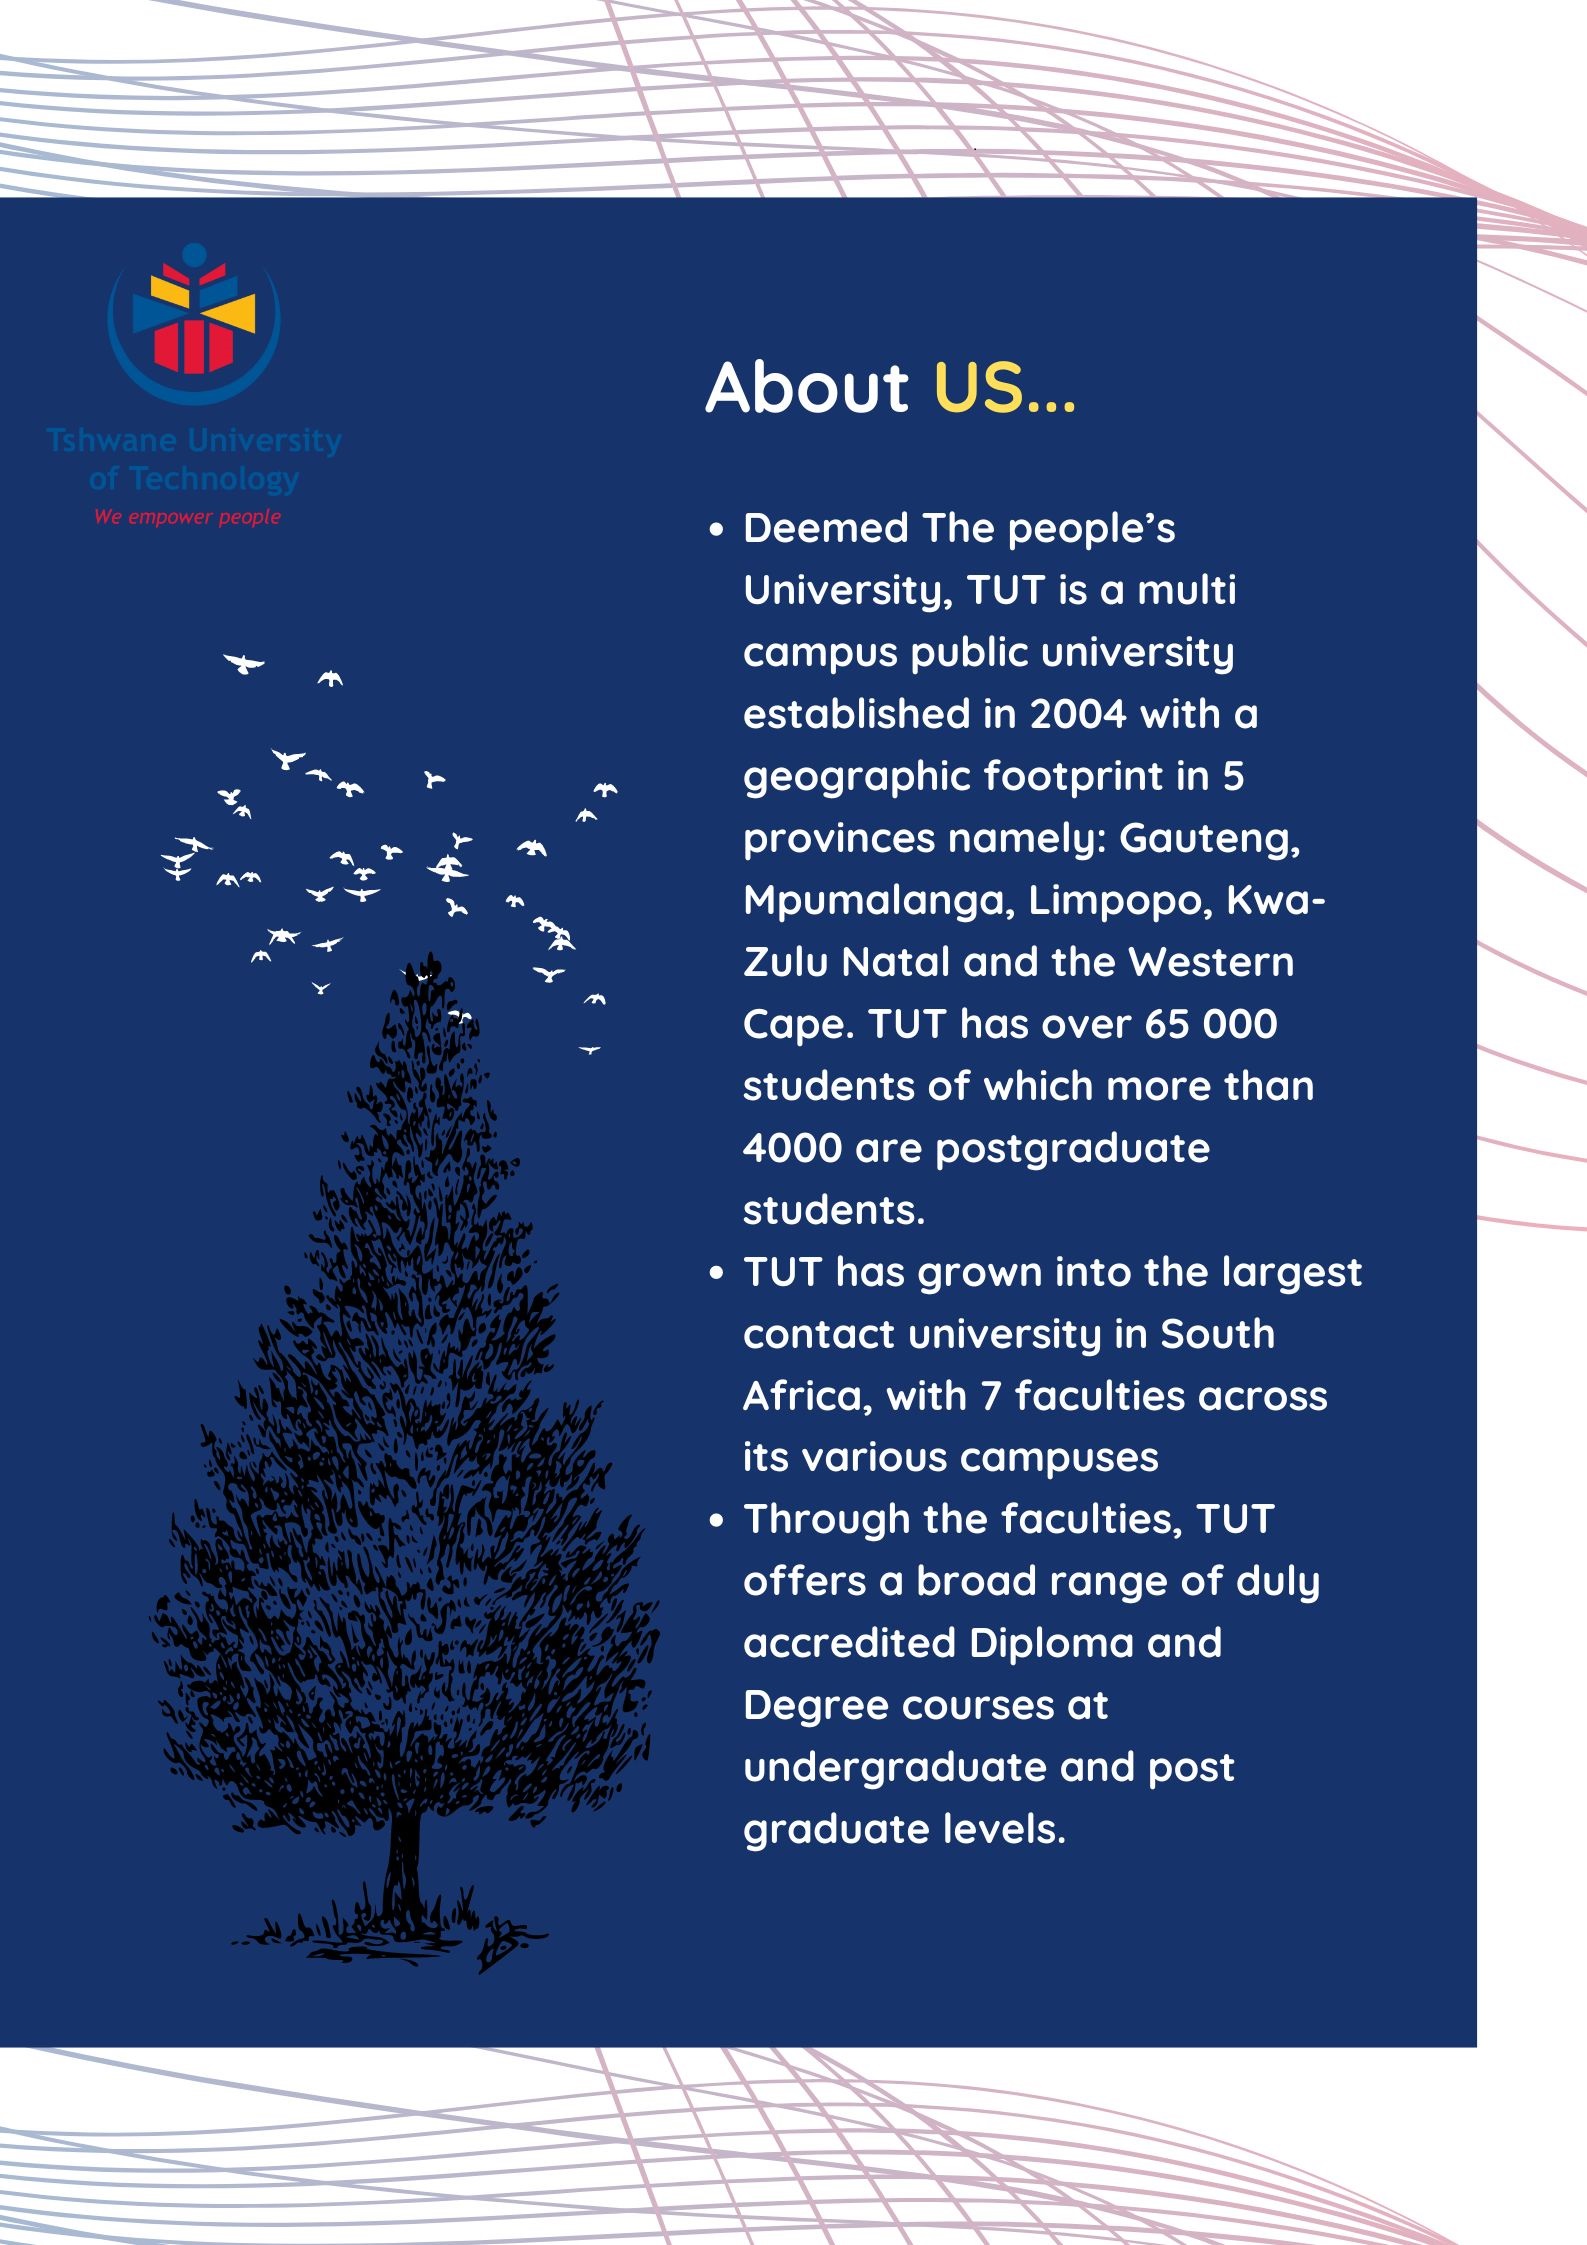 Tshwane University
of Technology
We empower people
About US...
• Deemed The people’s
University, TUT is a multi
campus public university
established in 2004 with a
geographic footprint in 5
provinces namely: Gauteng,
Mpumalanga, Limpopo, Kwa-
Zulu Natal and the Western
Cape. TUT has over 65 000
students of which more than
4000 are postgraduate
students.
• TUT has grown into the largest
contact university in South
Africa, with 7 faculties across
its various campuses
• Through the faculties, TUT
offers a broad range of duly
accredited Diploma and
Degree courses at
undergraduate and post
graduate levels.